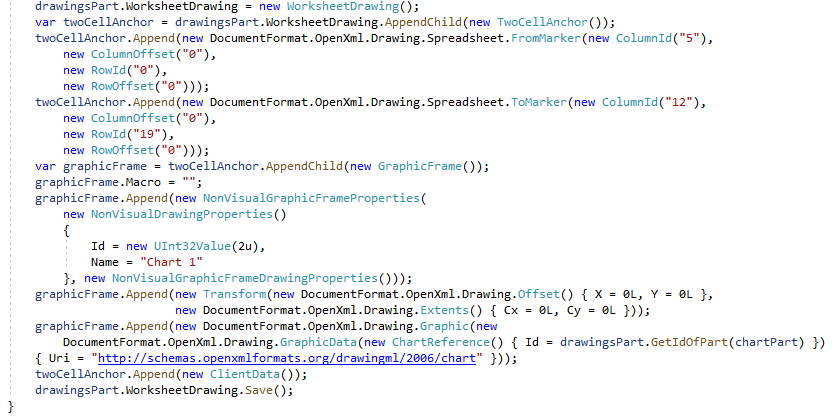 drawingsPart.WorksheetDrawing = new WorksheetDrawing();
var twoCellAnchor = drawingsPart.WorksheetDrawing.AppendChild(new TwoCellAnchor());
twoCellAnchor.Append(new DocumentFormat.OpenXml.Drawing.Spreadsheet.FromMarker(new ColumnId("5"),
new ColumnOffset("0"),
new RowId("0"),
new RowOffset("0")));
twoCellAnchor.Append(new DocumentFormat.OpenXml.Drawing.Spreadsheet.ToMarker(new ColumnId("12"),
new ColumnOffset("0"),
new RowId("19"),
new RowOffset("0")));
var graphicFrame = twoCellAnchor.AppendChild(new GraphicFrame());
graphicFrame.Macro = "";
graphicFrame.Append(new NonVisualGraphicFrameProperties(
new NonVisualDrawingProperties()
{
Id = new UInt32Value(2u),
Name = "Chart 1"
}, new NonVisualGraphicFrameDrawingProperties()));
graphicFrame.Append(new Transform(new DocumentFormat.OpenXml.Drawing.Offset() { X = 0L, Y = 0L },
new DocumentFormat.OpenXml.Drawing.Extents() { Cx = 0L, Cy = 0L }));
graphicFrame.Append(new DocumentFormat.OpenXml.Drawing.Graphic(new
DocumentFormat.OpenXml.Drawing.GraphicData(new ChartReference() { Id = drawingsPart.GetIdOfPart(chartPart) })
{ Uri = "http://schemas.openxmlformats.org/drawingml/2006/chart" }));
twoCellAnchor.Append(new ClientData());
drawingsPart.WorksheetDrawing.Save();
}